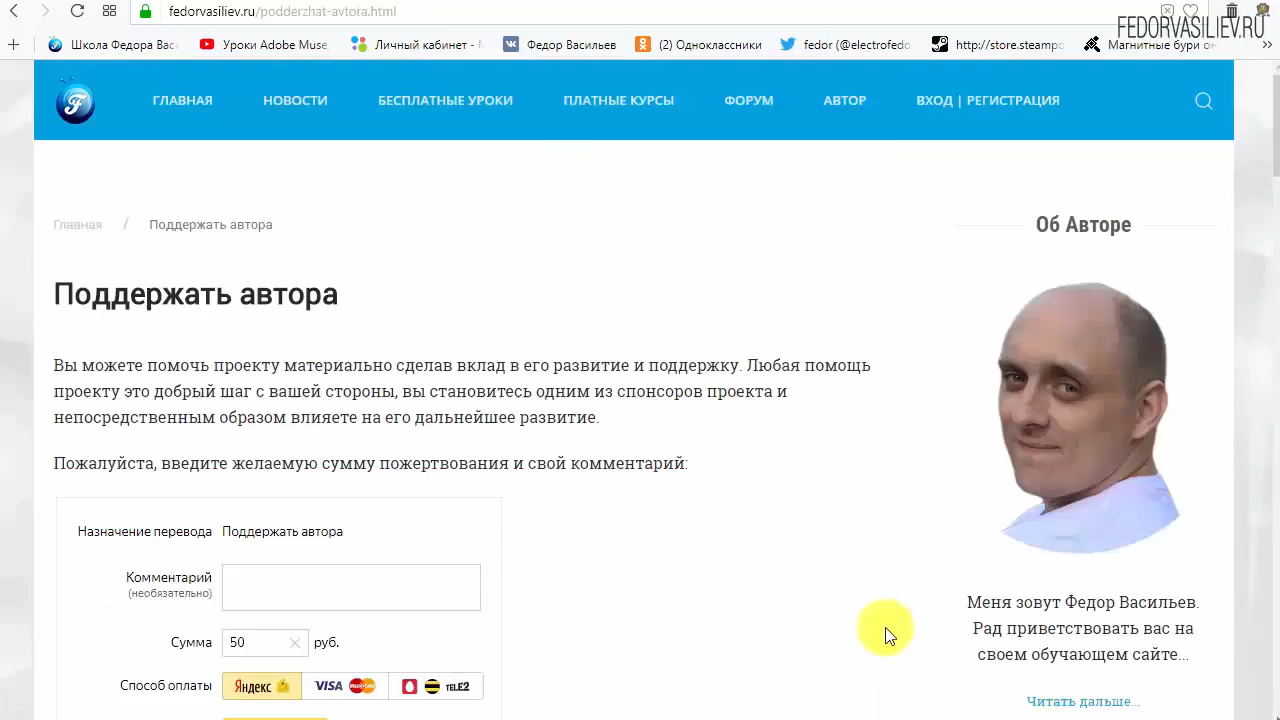 fedorvasiliev.ru/podderzhat-avtora.html
FEDORVASILIEV.RU
Школа Федора Вас
Уроки Adobe Muse,
Личный кабинет - 
Федор Васильев
(2) Одноклассники
fedor (@electrofedo
http://store.steampo
Магнитные бури он
ГЛАВНАЯ
НОВОСТИ
БЕСПЛАТНЫЕ УРОКИ
ПЛАТНЫЕ КУРСЫ
ФОРУМ
АВТОР
ВХОД | РЕГИСТРАЦИЯ
Главная / Поддержать автора
Поддержать автора
Вы можете помочь проекту материально сделав вклад в его развитие и поддержку. Любая помощь
проекту это добрый шаг с вашей стороны, вы становитесь одним из спонсоров проекта и
непосредственным образом влияете на его дальнейшее развитие.
Пожалуйста, введите желаемую сумму пожертвования и свой комментарий:
Назначение перевода Поддержать автора
Комментарий
(необязательно)
Сумма 50 руб.
Способ оплаты Яндекс VISA MasterCard TELE2
Об Авторе
Меня зовут Федор Васильев.
Рад приветствовать вас на
своем обучающем сайте...
Читать дальше...